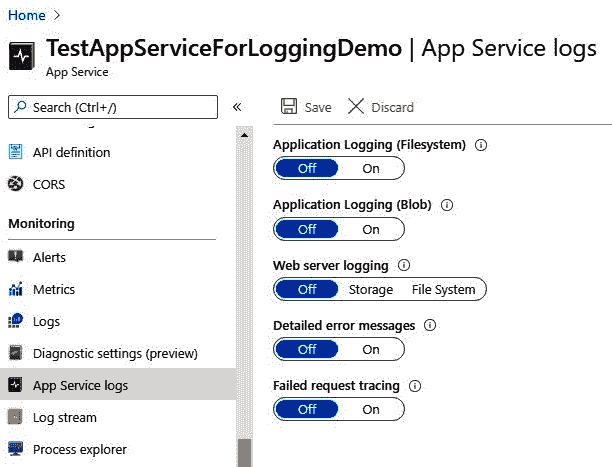 Home >
TestAppServiceForLoggingDemo | App Service logs
App Service
Search (Ctrl+/)
«
API definition
CORS
Monitoring
Alerts
Metrics
Logs
Diagnostic settings (preview)
App Service logs
Log stream
Process explorer
Save Discard
Application Logging (Filesystem)
Off On
Application Logging (Blob)
Off On
Web server logging
Off Storage File System
Detailed error messages
Off On
Failed request tracing
Off On